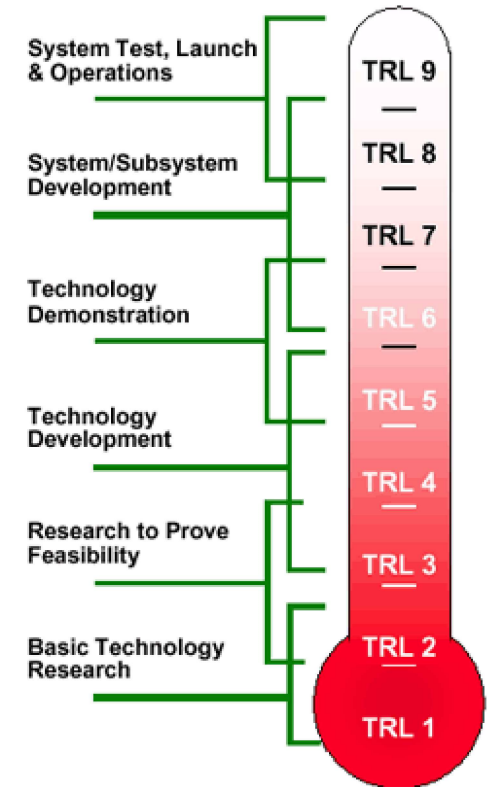 System Test, Launch
& Operations
System/Subsystem
Development
Technology
Demonstration
Technology
Development
Research to Prove
Feasibility
Basic Technology
Research
TRL 9
TRL 8
TRL 7
TRL 6
TRL 5
TRL 4
TRL 3
TRL 2
TRL 1